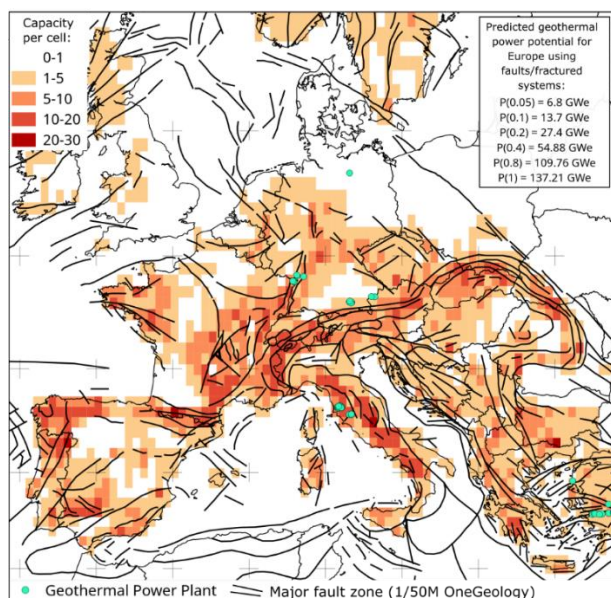 Capacity
per cell:
0-1
1-5
5-10
10-20
20-30
Predicted geothermal
power potential for
Europe using
faults/fractured
systems:
P(0.05) = 6.8 GWe
P(0.1) = 13.7 GWe
P(0.2) = 27.4 GWe
P(0.4) = 54.88 GWe
P(0.8) = 109.76 GWe
P(1) = 137.21 GWe
Geothermal Power Plant
Major fault zone (1/50M OneGeology)